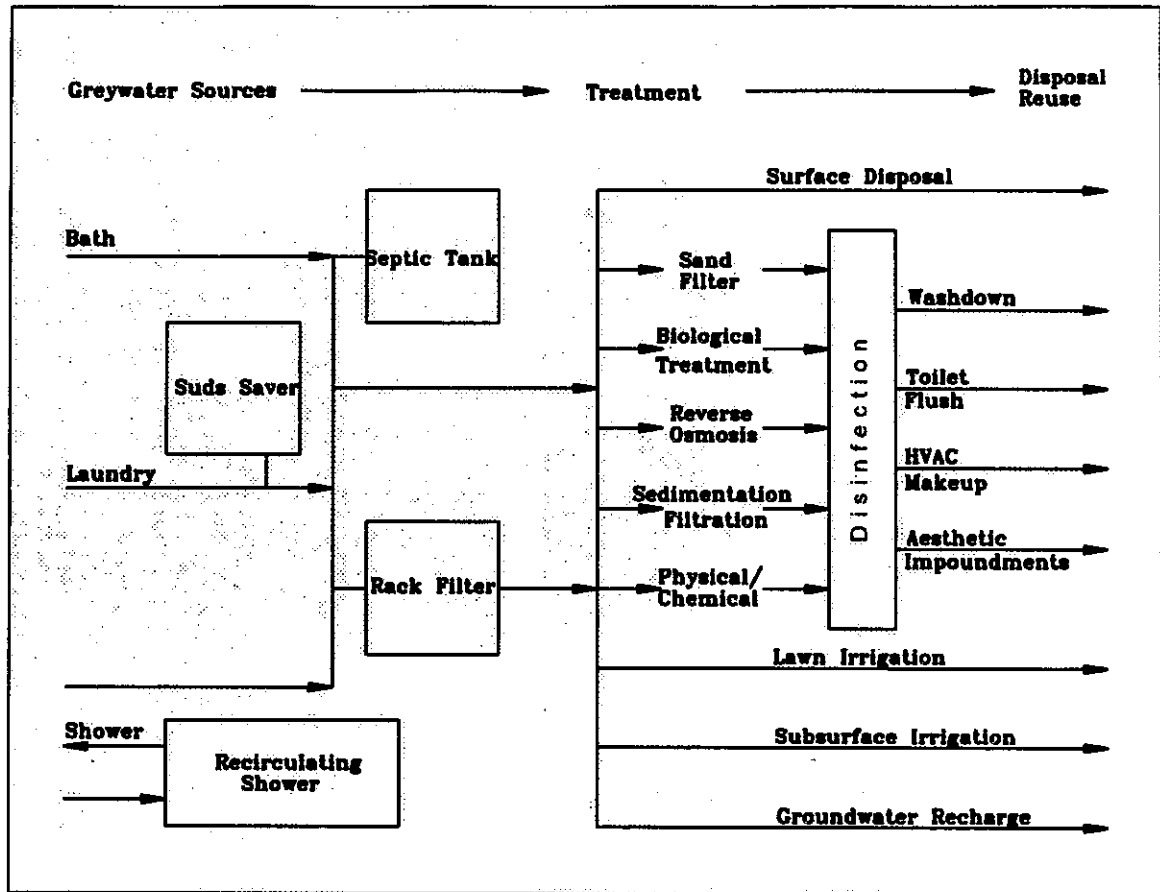 Greywater Sources
Treatment
Disposal
Reuse
Surface Disposal
Bath
Septic Tank
Sand
Filter
Washdown
Biological
Treatment
Suds Saver
Toilet
Flush
Reverse
Osmosis
Disinfection
Laundry
HVAC
Makeup
Sedimentation
Filtration
Aesthetic
Impoundments
Rack Filter
Physical/
Chemical
Lawn Irrigation
Shower
Subsurface Irrigation
Recirculating
Shower
Groundwater Recharge